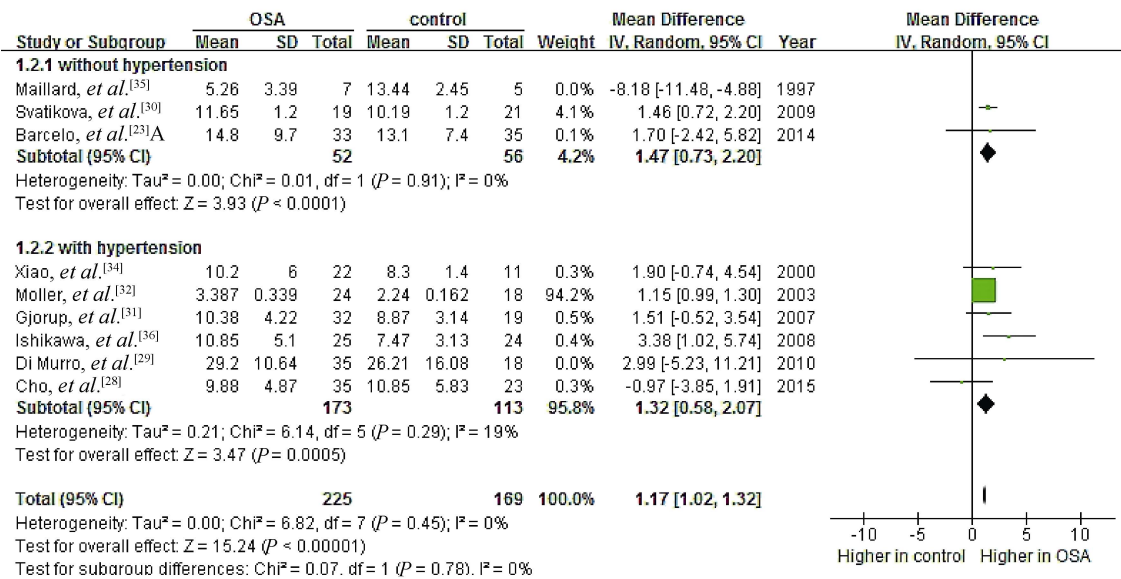 OSA control Mean Difference Mean Difference
Study or Subgroup Mean SD Total Mean SD Total Weight IV, Random, 95% CI Year IV, Random, 95% CI
1.2.1 without hypertension
Maillard, et al.[35] 5.26 3.39 7 13.44 2.45 5 0.0% -8.18 [-11.48, -4.88] 1997
Svatikova, et al.[30] 11.65 1.2 19 10.19 1.2 21 4.1% 1.46 [0.72, 2.20] 2009
Barcelo, et al.[23]A 14.8 9.7 33 13.1 7.4 35 0.1% 1.70 [-2.42, 5.82] 2014
Subtotal (95% CI) 52 56 4.2% 1.47 [0.73, 2.20]
Heterogeneity: Tau² = 0.00; Chi² = 0.01, df = 1 (P = 0.91); I² = 0%
Test for overall effect: Z = 3.93 (P < 0.0001)
1.2.2 with hypertension
Xiao, et al.[34] 10.2 6 22 8.3 1.4 11 0.3% 1.90 [-0.74, 4.54] 2000
Moller, et al.[32] 3.387 0.339 24 2.24 0.162 18 94.2% 1.15 [0.99, 1.30] 2003
Gjorup, et al.[31] 10.38 4.22 32 8.87 3.14 19 0.5% 1.51 [-0.52, 3.54] 2007
Ishikawa, et al.[36] 10.85 5.1 25 7.47 3.13 24 0.4% 3.38 [1.02, 5.74] 2008
Di Murro, et al.[29] 29.2 10.64 35 26.21 16.08 18 0.0% 2.99 [-5.23, 11.21] 2010
Cho, et al.[28] 9.88 4.87 35 10.85 5.83 23 0.3% -0.97 [-3.85, 1.91] 2015
Subtotal (95% CI) 173 113 95.8% 1.32 [0.58, 2.07]
Heterogeneity: Tau² = 0.21; Chi² = 6.14, df = 5 (P = 0.29); I² = 19%
Test for overall effect: Z = 3.47 (P = 0.0005)
Total (95% CI) 225 169 100.0% 1.17 [1.02, 1.32]
Heterogeneity: Tau² = 0.00; Chi² = 6.82, df = 7 (P = 0.45); I² = 0%
Test for overall effect: Z = 15.24 (P < 0.00001)
Test for subgroup differences: Chi² = 0.07, df = 1 (P = 0.78), I² = 0%
-10 -5 0 5 10
Higher in control Higher in OSA